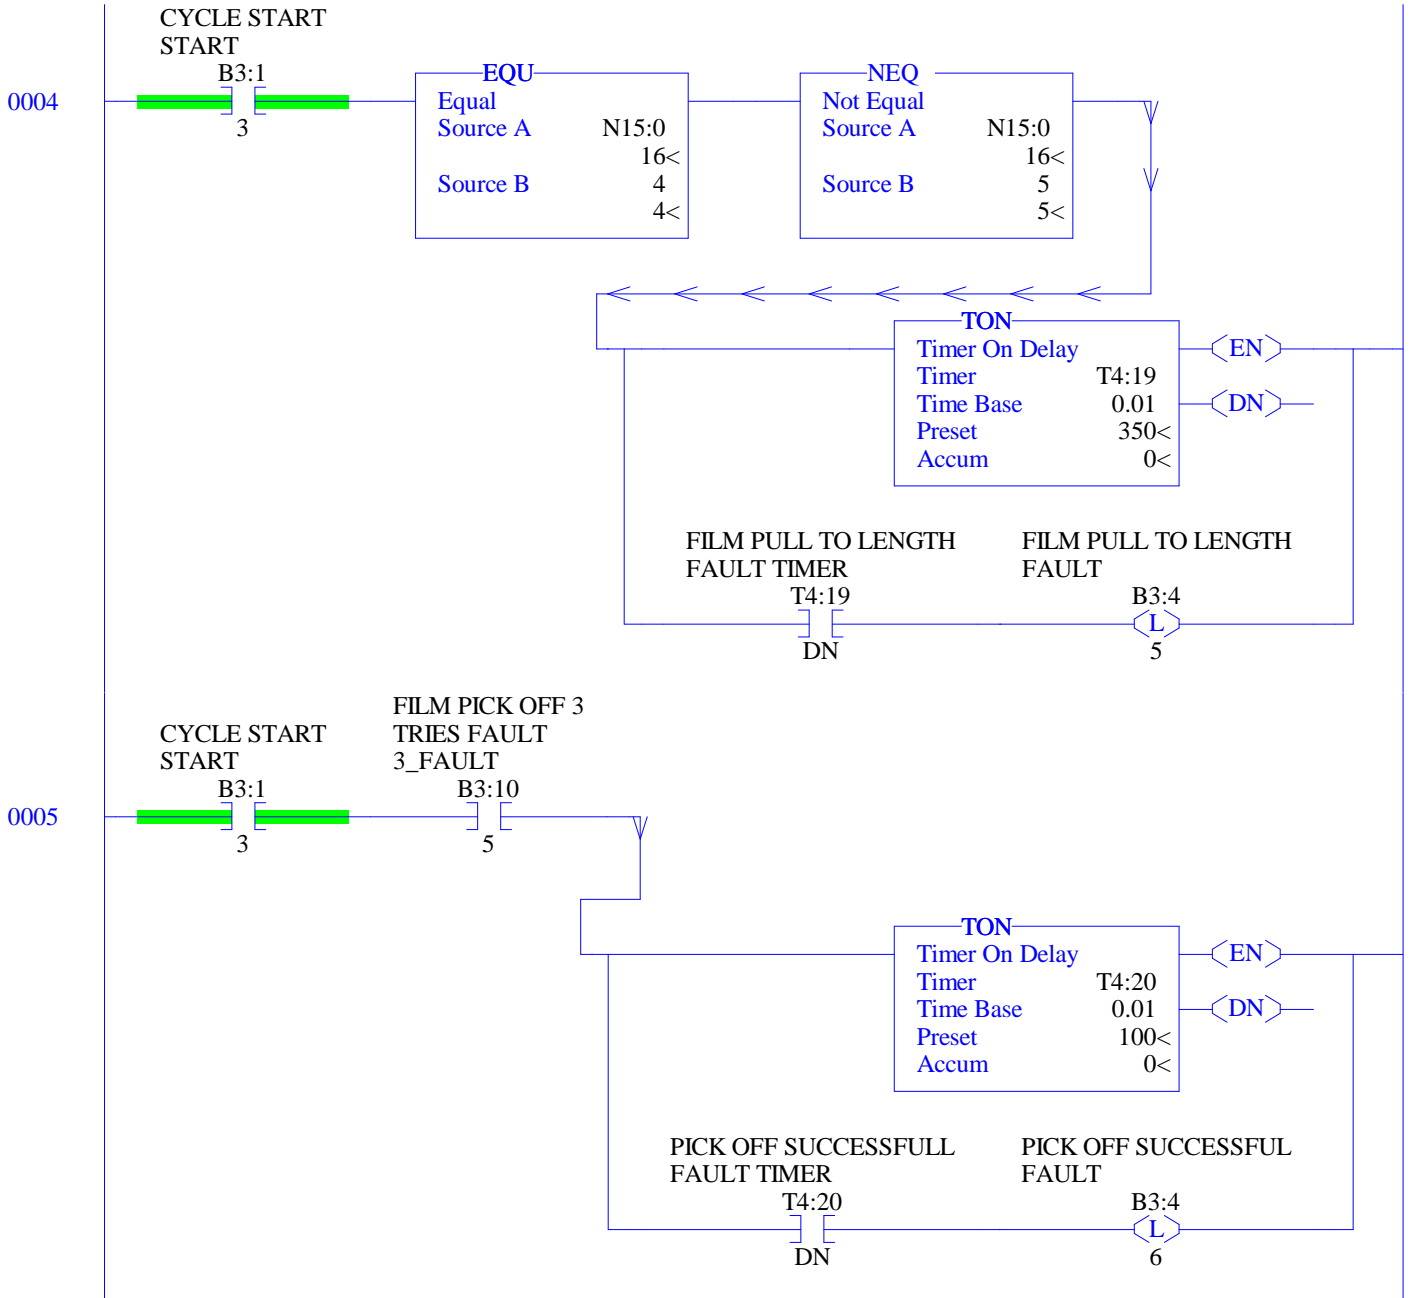 CYCLE START
START
B3:1
3
0004
EQU
Equal
Source A N15:0
16<
Source B 4
4<
NEQ
Not Equal
Source A N15:0
16<
Source B 5
5<
TON
Timer On Delay
Timer T4:19
Time Base 0.01
Preset 350<
Accum 0<
EN
DN
FILM PULL TO LENGTH
FAULT TIMER
T4:19
DN
FILM PULL TO LENGTH
FAULT
B3:4
L
5
CYCLE START
START
B3:1
3
0005
FILM PICK OFF 3
TRIES FAULT
3_FAULT
B3:10
5
TON
Timer On Delay
Timer T4:20
Time Base 0.01
Preset 100<
Accum 0<
EN
DN
PICK OFF SUCCESSFULL
FAULT TIMER
T4:20
DN
PICK OFF SUCCESSFUL
FAULT
B3:4
L
6